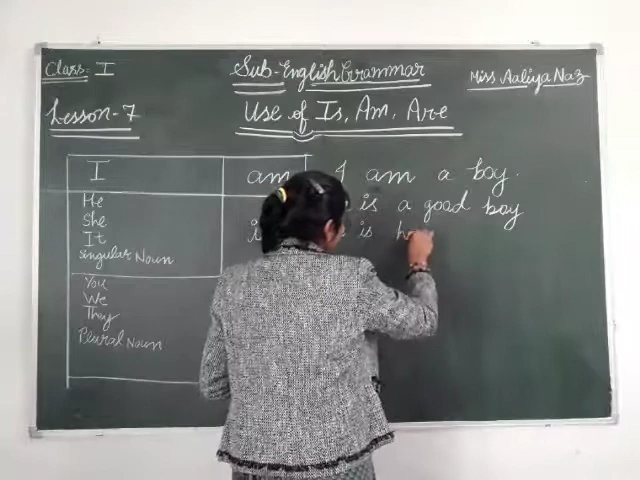 Class:- I
Sub-English Grammar
Miss Aaliya Naz
Lesson-7
Use of Is, Am, Are
I am I am a boy.
He is a good boy
She
It is
Singular Noun
You
We
They
Plural Noun